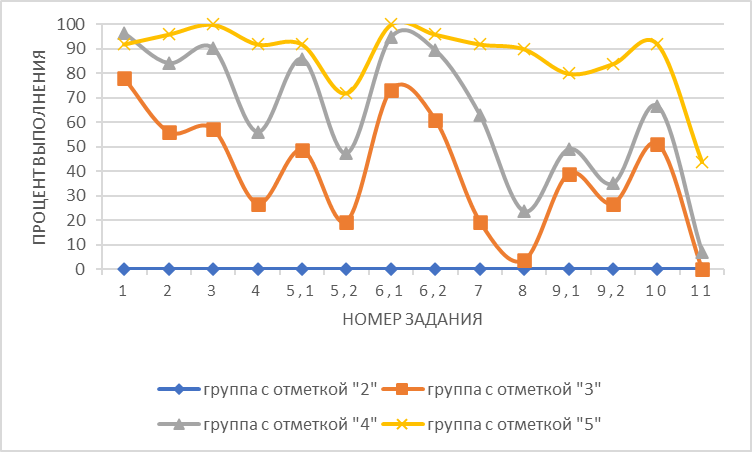 ПРОЦЕНТ ВЫПОЛНЕНИЯ
100
90
80
70
60
50
40
30
20
10
0
1 2 3 4 5,1 5,2 6,1 6,2 7 8 9,1 9,2 10 11
НОМЕР ЗАДАНИЯ
группа с отметкой "2" группа с отметкой "3"
группа с отметкой "4" группа с отметкой "5"